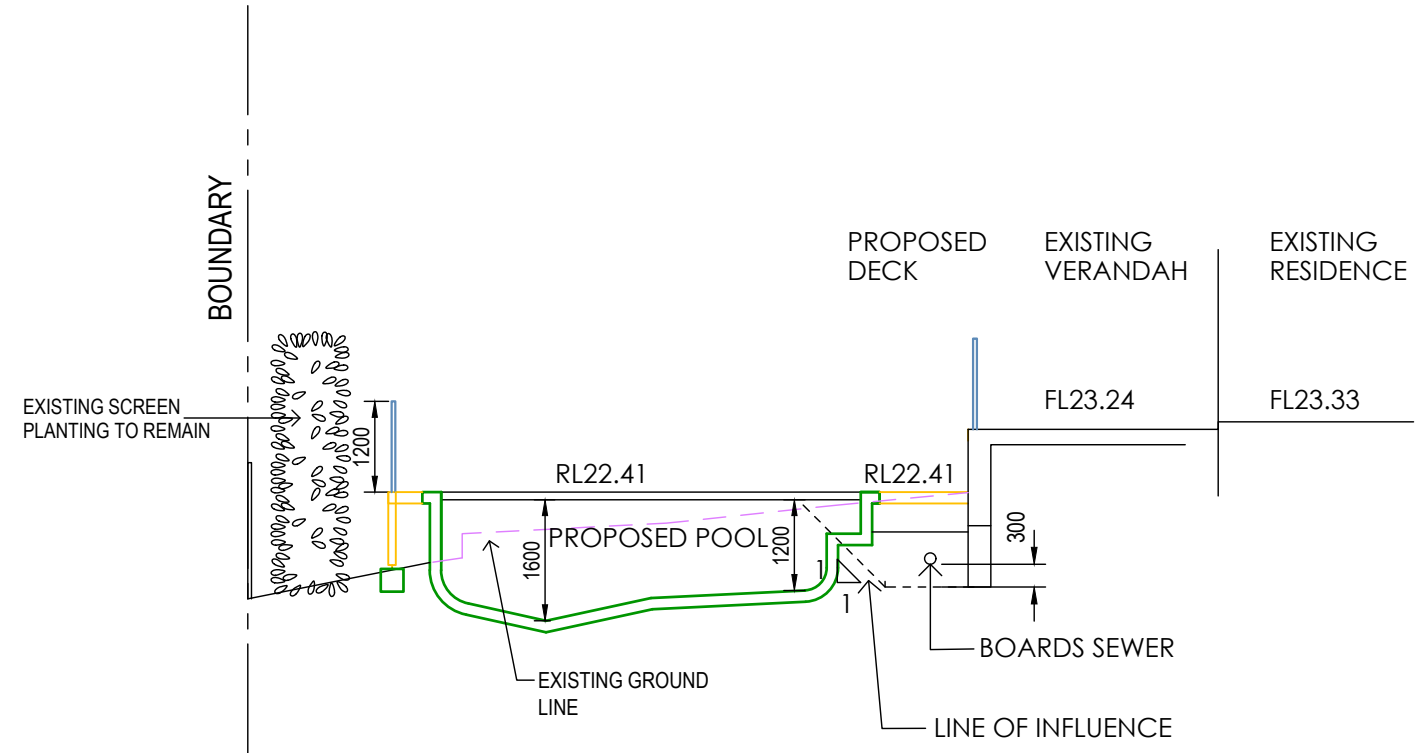 BOUNDARY
PROPOSED
DECK
EXISTING
VERANDAH
EXISTING
RESIDENCE
EXISTING SCREEN
PLANTING TO REMAIN
1200
FL23.24
FL23.33
RL22.41
RL22.41
PROPOSED POOL
1600
1200
300
1
1
BOARDS SEWER
EXISTING GROUND
LINE
LINE OF INFLUENCE